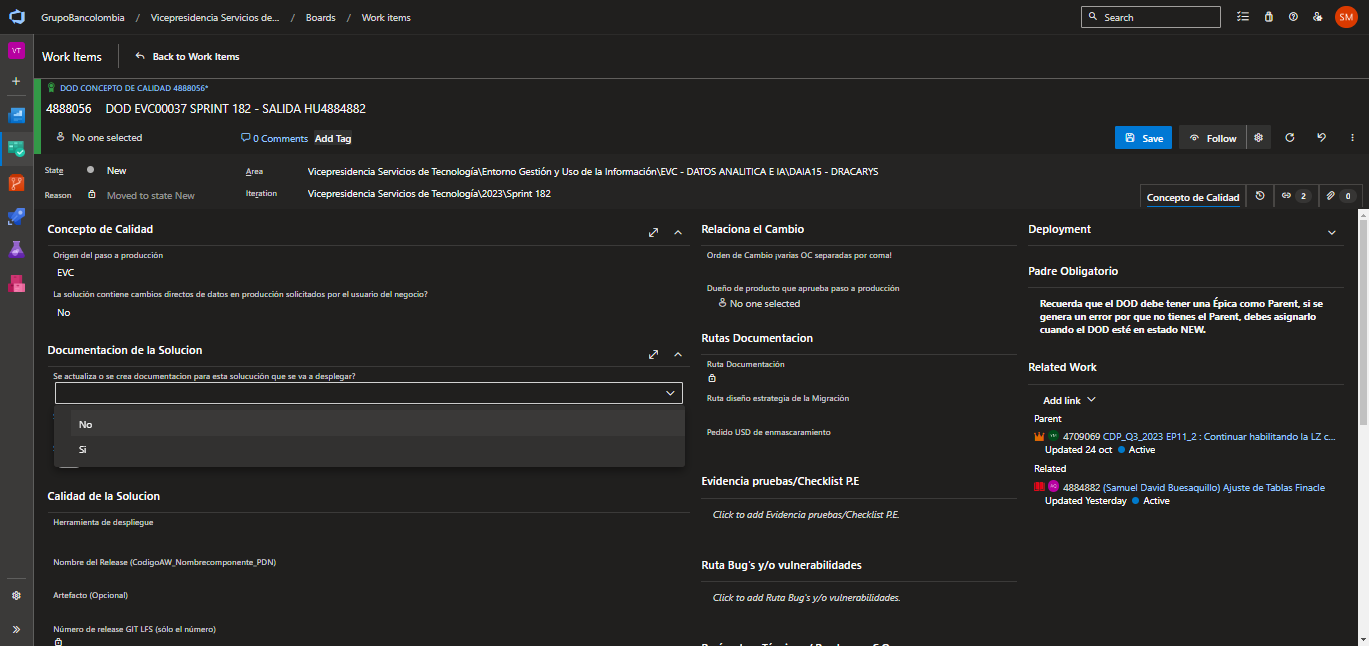 GrupoBancolombia / Vicepresidencia Servicios de... / Boards / Work items
Search
SM
VT
Work Items
Back to Work Items
DOD CONCEPTO DE CALIDAD 4888056*
4888056 DOD EVC00037 SPRINT 182 - SALIDA HU4884882
No one selected
0 Comments
Add Tag
Save
Follow
State
New
Area
Vicepresidencia Servicios de Tecnología\Entorno Gestión y Uso de la Información\EVC - DATOS ANALITICA E IA\DAIA15 - DRACARYS
Reason
Moved to state New
Iteration
Vicepresidencia Servicios de Tecnología\2023\Sprint 182
Concepto de Calidad
2
0
Concepto de Calidad
Origen del paso a producción
EVC
La solución contiene cambios directos de datos en producción solicitados por el usuario del negocio?
No
Documentacion de la Solucion
Se actualiza o se crea documentacion para esta solucución que se va a desplegar?
No
Si
Calidad de la Solucion
Herramienta de despliegue
Nombre del Release (CodigoAW_Nombrecomponente_PDN)
Artefacto (Opcional)
Número de release GIT LFS (sólo el número)
Relaciona el Cambio
Orden de Cambio ¡varias OC separadas por coma!
Dueño de producto que aprueba paso a producción
No one selected
Rutas Documentacion
Ruta Documentación
Ruta diseño estrategia de la Migración
Pedido USD de enmascaramiento
Evidencia pruebas/Checklist P.E
Click to add Evidencia pruebas/Checklist P.E.
Ruta Bug's y/o vulnerabilidades
Click to add Ruta Bug's y/o vulnerabilidades.
Deployment
Padre Obligatorio
Recuerda que el DOD debe tener una Épica como Parent, si se
genera un error por que no tienes el Parent, debes asignarlo
cuando el DOD esté en estado NEW.
Related Work
Add link
Parent
4709069 CDP_Q3_2023 EP11_2 : Continuar habilitando la LZ c...
Updated 24 oct Active
Related
4884882 (Samuel David Buesaquillo) Ajuste de Tablas Finacle
Updated Yesterday Active